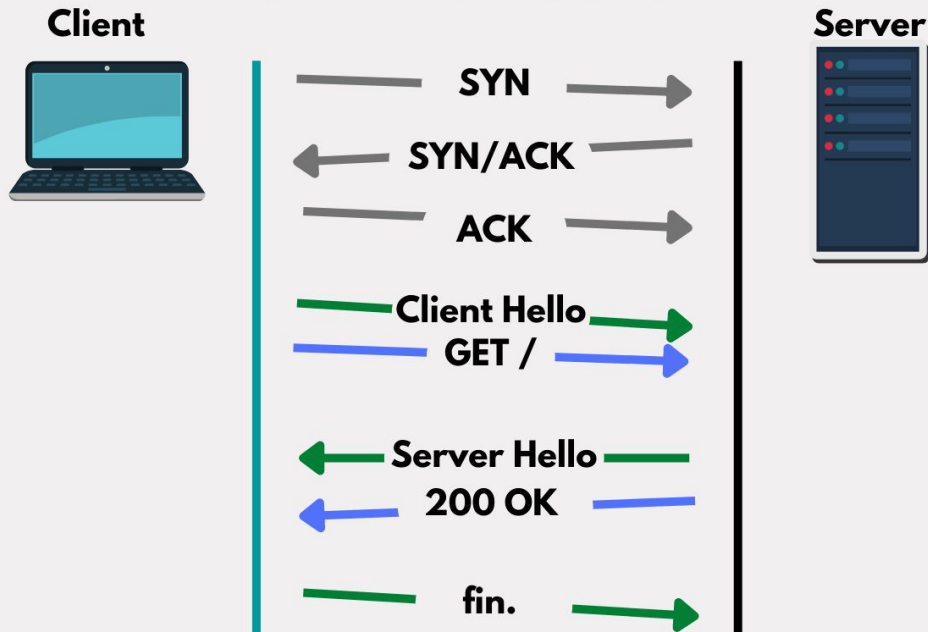 Client
Server
SYN
SYN/ACK
ACK
Client Hello
GET /
Server Hello
200 OK
fin.